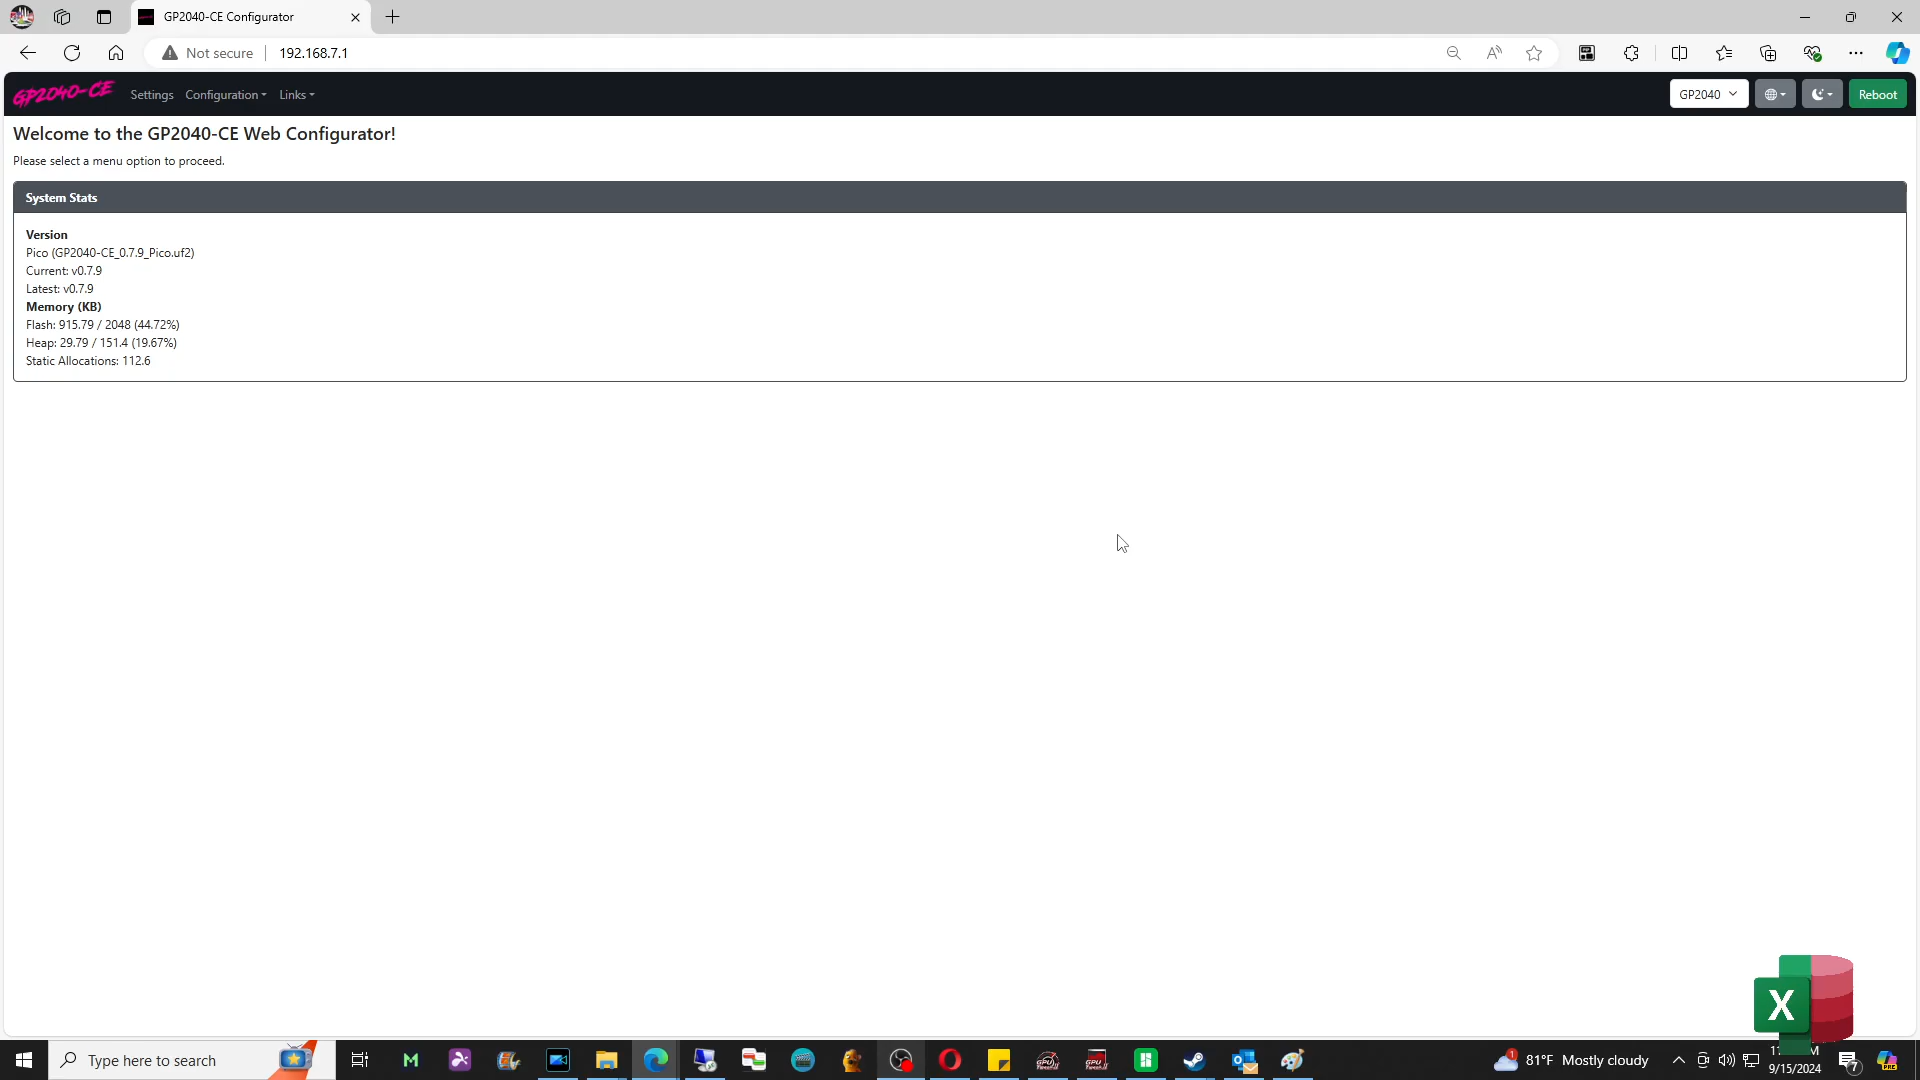 GP2040-CE Configurator
Not secure
192.168.7.1
GP2040-CE Settings Configuration Links GP2040 Reboot
Welcome to the GP2040-CE Web Configurator!
Please select a menu option to proceed.
System Stats
Version
Pico (GP2040-CE_0.7.9_Pico.uf2)
Current: v0.7.9
Latest: v0.7.9
Memory (KB)
Flash: 915.79 / 2048 (44.72%)
Heap: 29.79 / 151.4 (19.67%)
Static Allocations: 112.6
X
Type here to search
1
81°F Mostly cloudy
9/15/2024
7
PRE